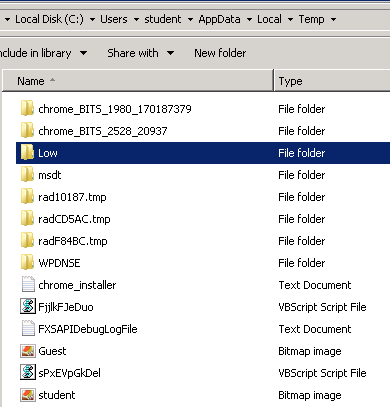 Local Disk (C:) Users student AppData Local Temp
nclude in library Share with New folder
Name Type
chrome_BITS_1980_170187379 File folder
chrome_BITS_2528_20937 File folder
Low File folder
msdt File folder
rad10187.tmp File folder
radCD5AC.tmp File folder
radF84BC.tmp File folder
WPDNSE File folder
chrome_installer Text Document
FjjlkFJeDuo VBScript Script File
FXSAPIDebugLogFile Text Document
Guest Bitmap image
sPxEVpGkDel VBScript Script File
student Bitmap image